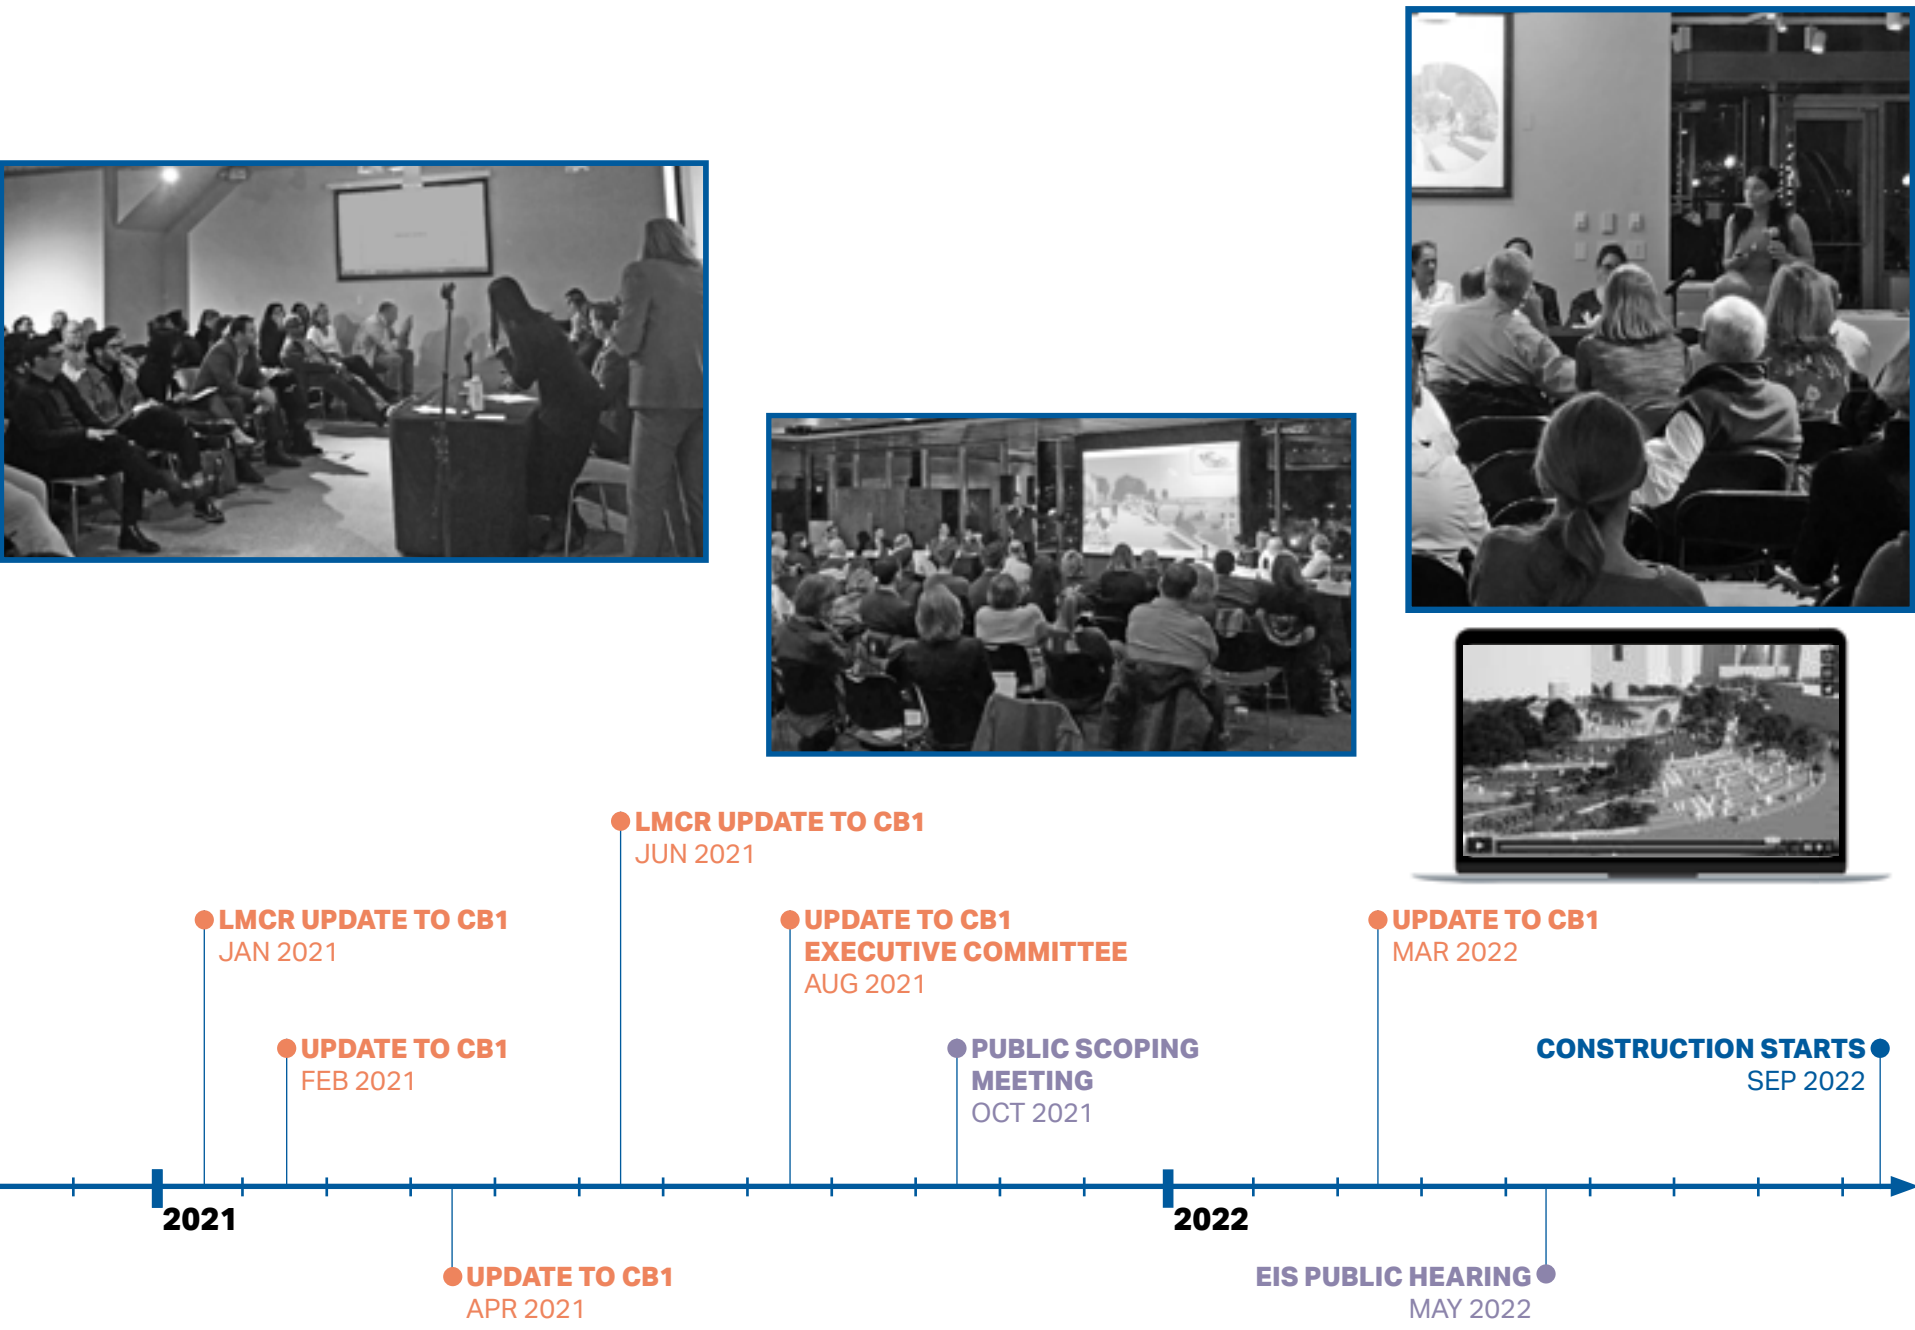 LMCR UPDATE TO CB1
JUN 2021
LMCR UPDATE TO CB1
JAN 2021
UPDATE TO CB1
EXECUTIVE COMMITTEE
AUG 2021
UPDATE TO CB1
MAR 2022
UPDATE TO CB1
FEB 2021
PUBLIC SCOPING
MEETING
OCT 2021
CONSTRUCTION STARTS
SEP 2022
2021
2022
UPDATE TO CB1
APR 2021
EIS PUBLIC HEARING
MAY 2022